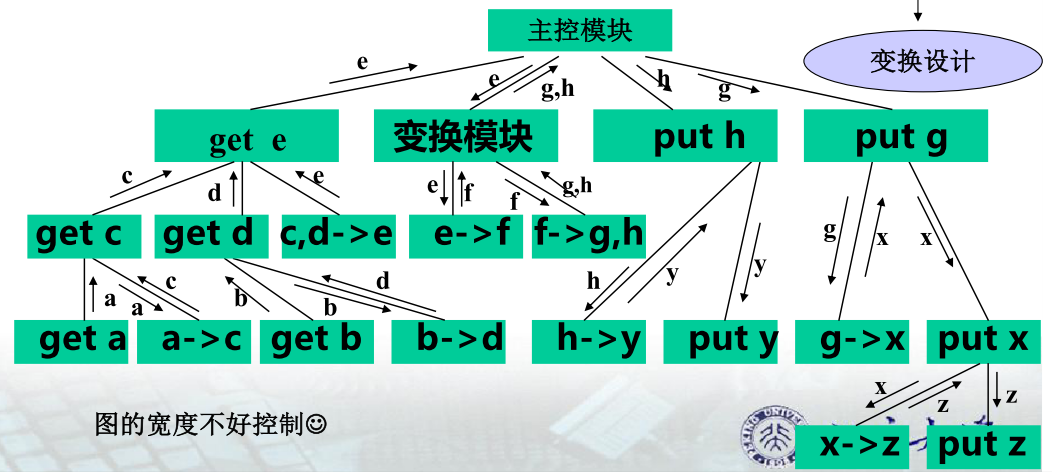 主控模块
变换设计
e
e
g,h
h
g
get e
变换模块
put h
put g
c
d
e
e
f
f
g,h
get c
get d
c,d->e
e->f
f->g,h
g
x
x
h
y
y
a
a
c
b
b
d
get a
a->c
get b
b->d
h->y
put y
g->x
put x
x
z
z
图的宽度不好控制☺
x->z
put z